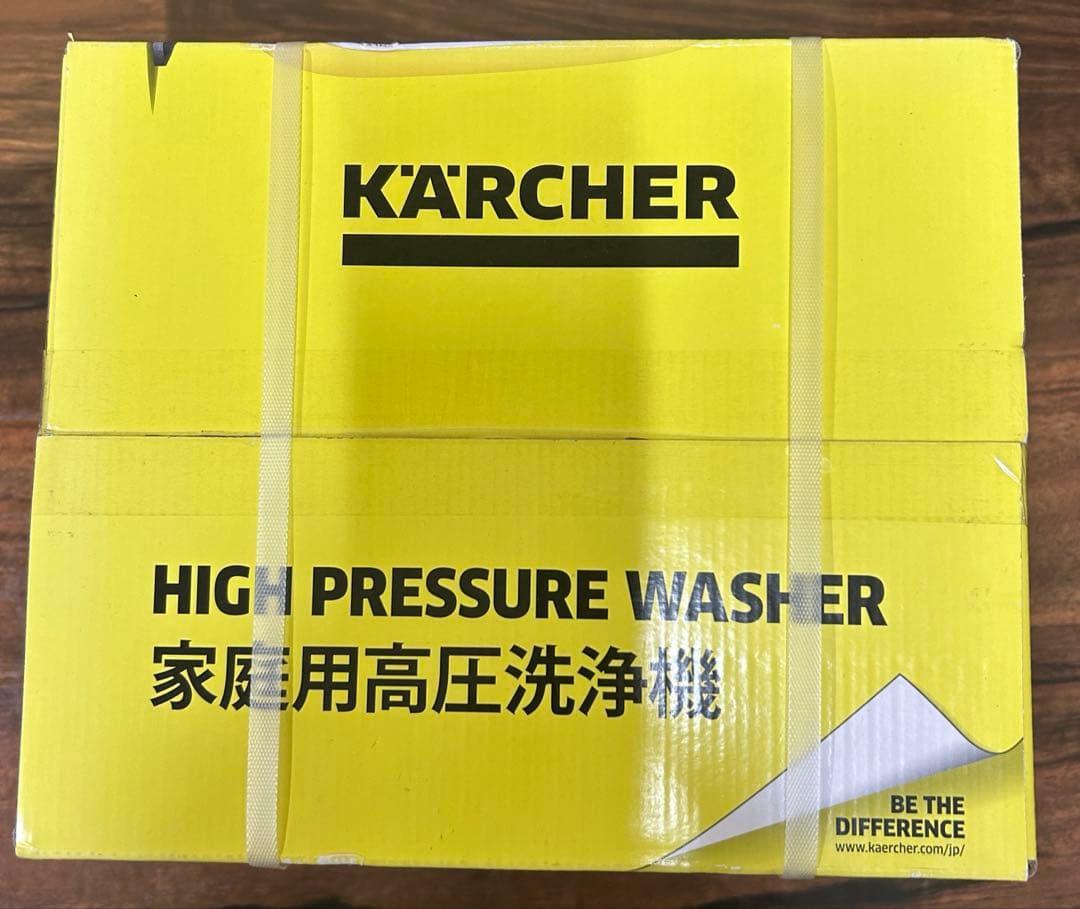 KÄRCHER
HIGH PRESSURE WASHER
家庭用高圧洗浄機
BE THE
DIFFERENCE
www.kaercher.com/jp/